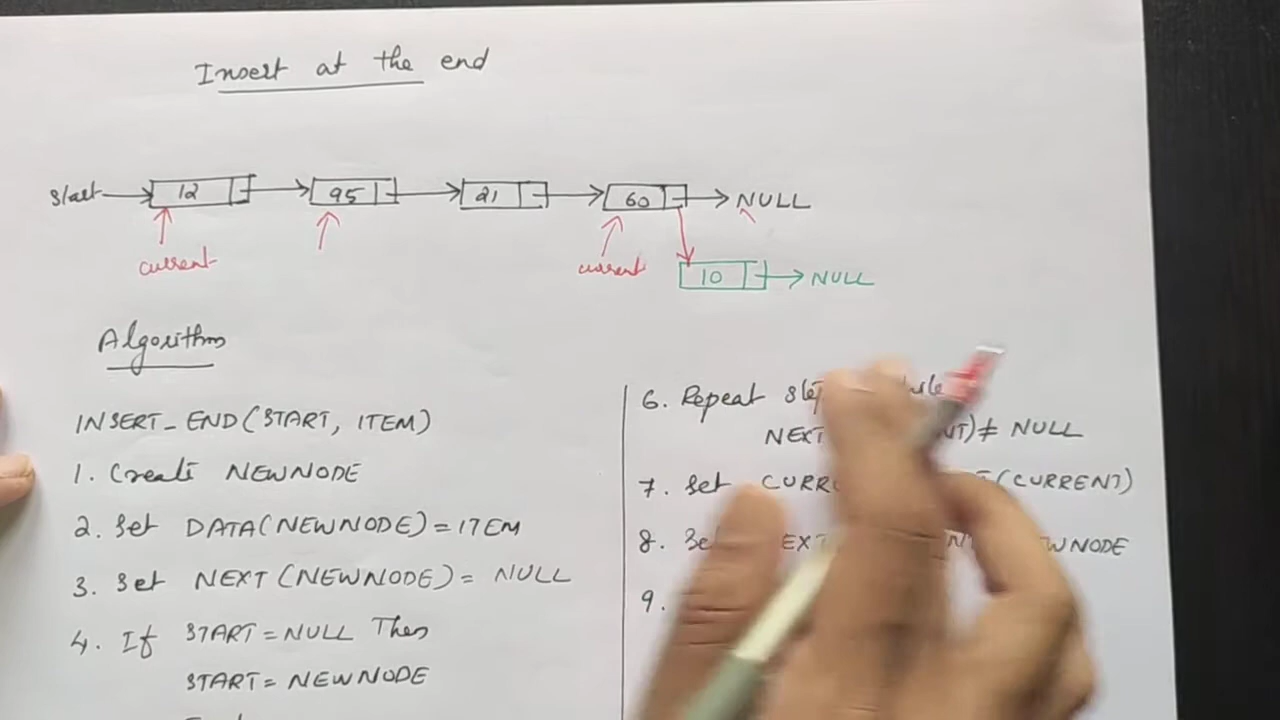 Insert at the end
Start 12 95 21 60 NULL
current current 10 NULL
Algorithm
INSERT_END(START, ITEM)
1. Create NEWNODE
2. Set DATA(NEWNODE) = ITEM
3. Set NEXT(NEWNODE) = NULL
4. If START = NULL Then
START = NEWNODE
6. Repeat
NEXT ≠ NULL
7. Set (CURRENT)
8.
9.